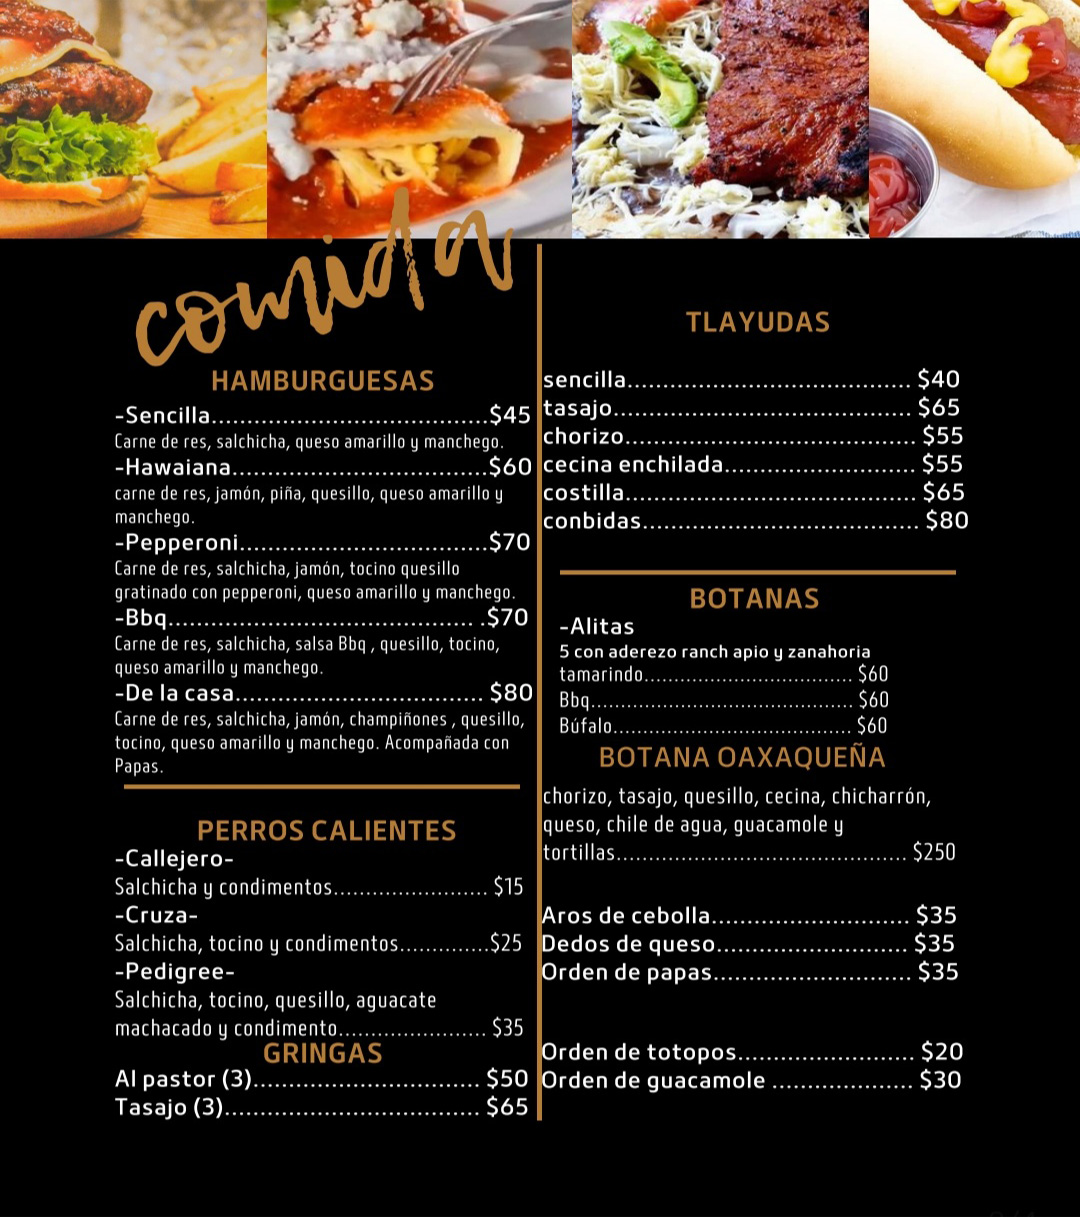 comida
HAMBURGUESAS
-Sencilla.................................$45
Carne de res, salchicha, queso amarillo y manchego.
-Hawaiana...............................$60
carne de res, jamón, piña, quesillo, queso amarillo y
manchego.
-Pepperoni..............................$70
Carne de res, salchicha, jamón, tocino quesillo
gratinado con pepperoni, queso amarillo y manchego.
-Bbq..................................... .$70
Carne de res, salchicha, salsa Bbq , quesillo, tocino,
queso amarillo y manchego.
-De la casa.............................. $80
Carne de res, salchicha, jamón, champiñones , quesillo,
tocino, queso amarillo y manchego. Acompañada con
Papas.
PERROS CALIENTES
-Callejero-
Salchicha y condimentos........................ $15
-Cruza-
Salchicha, tocino y condimentos..............$25
-Pedigree-
Salchicha, tocino, quesillo, aguacate
machacado y condimento....................... $35
GRINGAS
Al pastor (3)............................ $50
Tasajo (3)............................... $65
TLAYUDAS
sencilla.................................. $40
tasajo.................................... $65
chorizo................................... $55
cecina enchilada....................... $55
costilla................................... $65
conbidas................................. $80
BOTANAS
-Alitas
5 con aderezo ranch apio y zanahoria
tamarindo................................. $60
Bbq......................................... $60
Búfalo...................................... $60
BOTANA OAXAQUEÑA
chorizo, tasajo, quesillo, cecina, chicharrón,
queso, chile de agua, guacamole y
tortillas............................................. $250
Aros de cebolla........................ $35
Dedos de queso....................... $35
Orden de papas........................ $35
Orden de totopos..................... $20
Orden de guacamole ................. $30